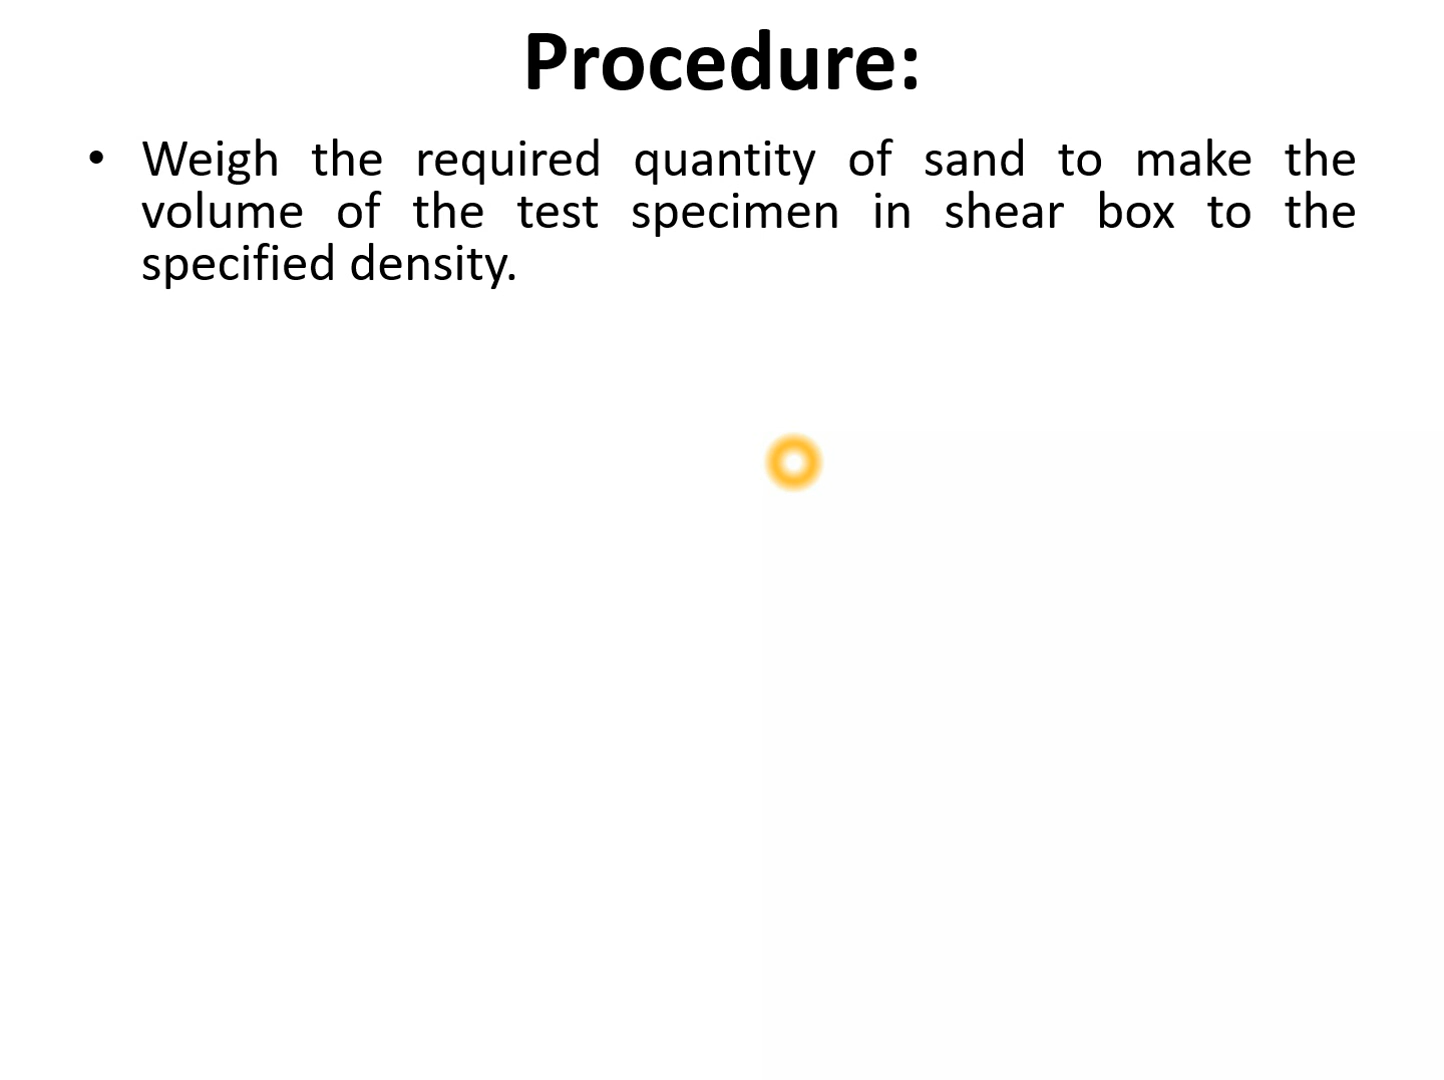 Procedure:
• Weigh the required quantity of sand to make the
volume of the test specimen in shear box to the
specified density.